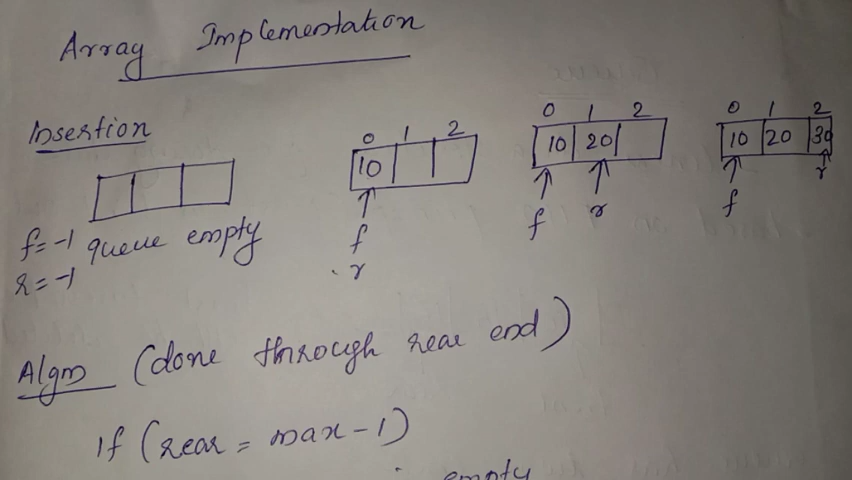 Array Implementation
Insertion
0 1 2
10
0 1 2
10 20
0 1 2
10 20 30
f = -1 queue empty
r = -1
f
r
f r
f r
Algm (done through rear end)
If (rear = max - 1)
empty